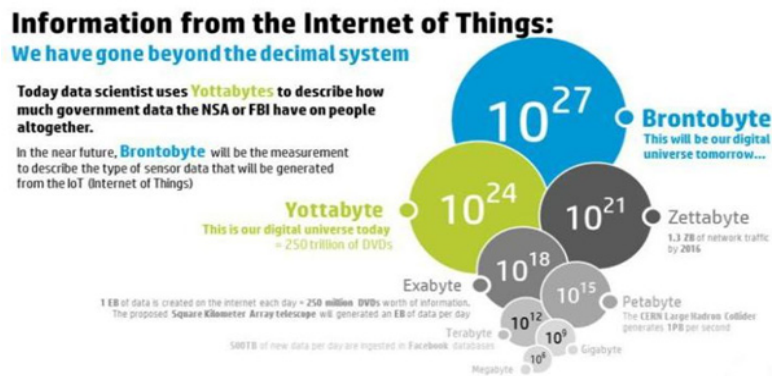 Information from the Internet of Things:
We have gone beyond the decimal system
Today data scientist uses Yottabytes to describe how
much government data the NSA or FBI have on people
altogether.
In the near future, Brontobyte will be the measurement
to describe the type of sensor data that will be generated
from the IoT (Internet of Things)
10^27
Brontobyte
This will be our digital
universe tomorrow...
10^24
Yottabyte
This is our digital universe today
= 250 trillion of DVDs
10^21
Zettabyte
1.3 ZB of network traffic
by 2016
10^18
Exabyte
1 EB of data is created on the internet each day = 250 million DVDs worth of information.
The proposed Square Kilometer Array telescope will generated an EB of data per day
10^15
Petabyte
The CERN Large Hadron Collider
generates 1PB per second
10^12
Terabyte
500TB of new data per day are ingested in Facebook databases
10^9
Gigabyte
10^6
Megabyte